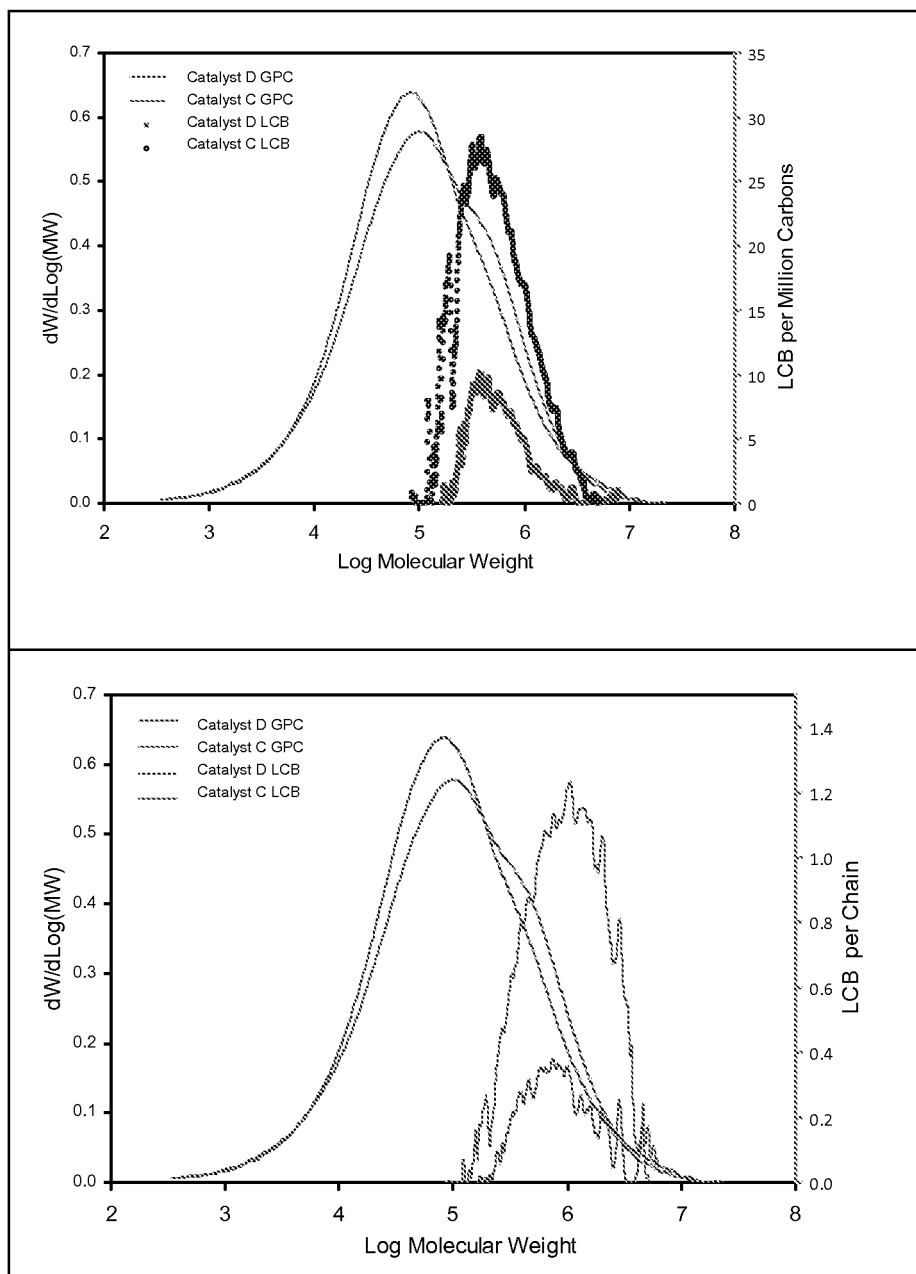 0.7
0.6
0.5
0.4
0.3
0.2
0.1
0.0
dW/dLog(MW)
Catalyst D GPC
Catalyst C GPC
Catalyst D LCB
Catalyst C LCB
35
30
25
20
15
10
5
0
LCB per Million Carbons
2 3 4 5 6 7 8
Log Molecular Weight
0.7
0.6
0.5
0.4
0.3
0.2
0.1
0.0
dW/dLog(MW)
Catalyst D GPC
Catalyst C GPC
Catalyst D LCB
Catalyst C LCB
1.4
1.2
1.0
0.8
0.6
0.4
0.2
0.0
LCB per Chain
2 3 4 5 6 7 8
Log Molecular Weight